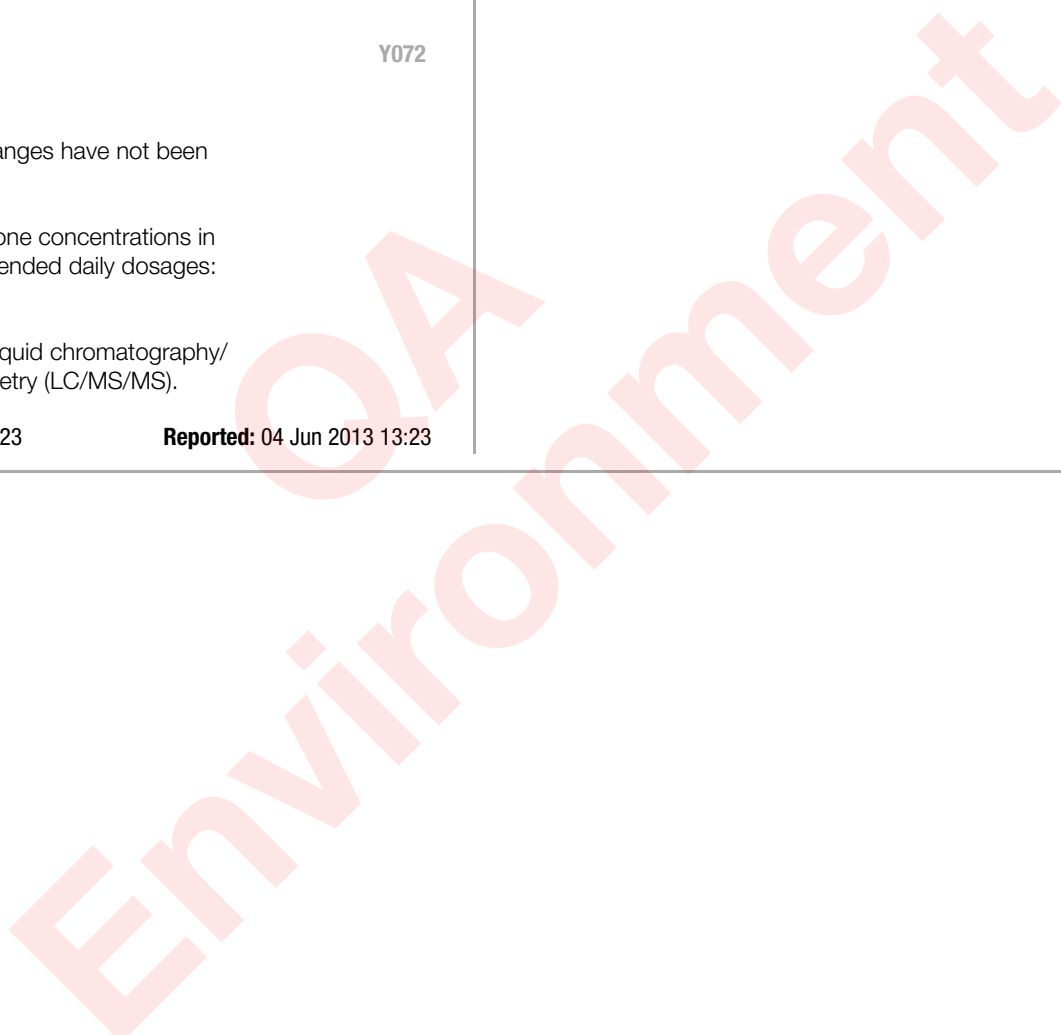 Y072
anges have not been
one concentrations in
ended daily dosages:
quid chromatography/
etry (LC/MS/MS).
23 Reported: 04 Jun 2013 13:23
QA
Environment